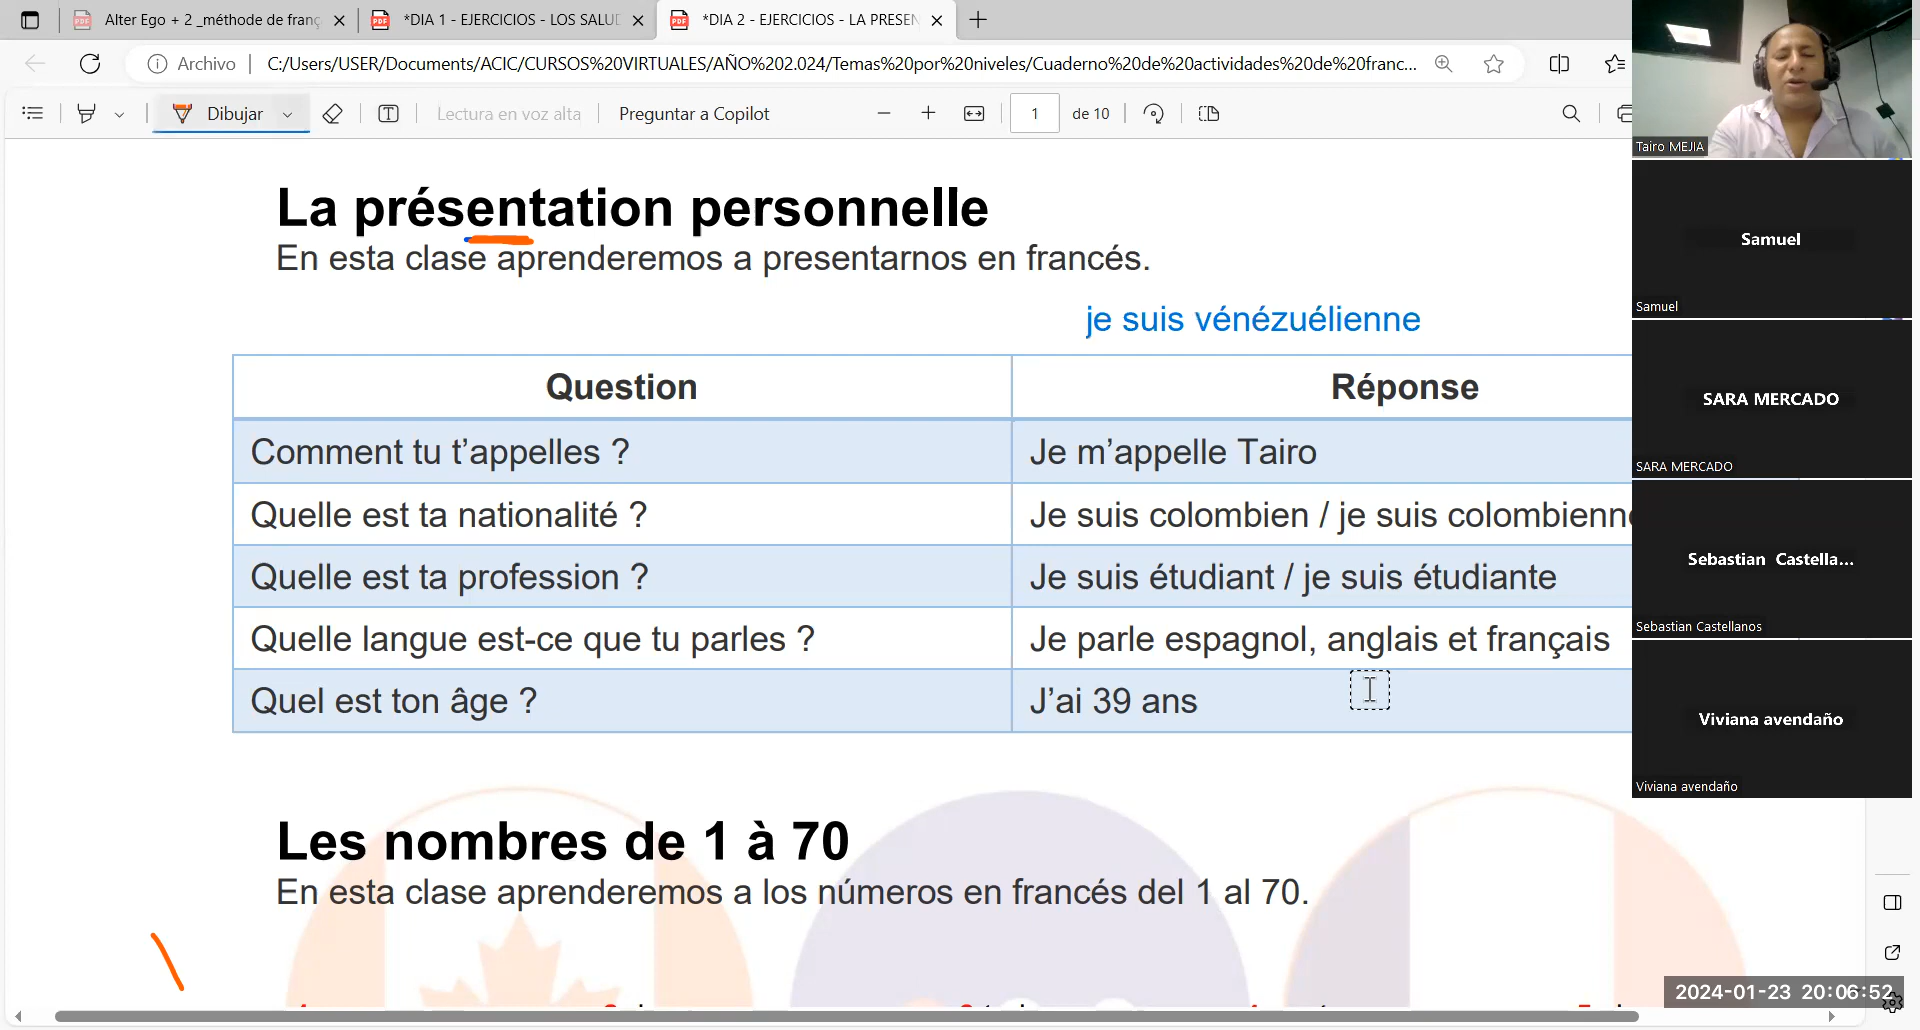 Alter Ego + 2 _méthode de franç
*DIA 1 - EJERCICIOS - LOS SALUD
*DIA 2 - EJERCICIOS - LA PRESEN
Archivo
C:/Users/USER/Documents/ACIC/CURSOS%20VIRTUALES/AÑO%202.024/Temas%20por%20niveles/Cuaderno%20de%20actividades%20de%20franc...
Dibujar
Lectura en voz alta
Preguntar a Copilot
1
de 10
La présentation personnelle
En esta clase aprenderemos a presentarnos en francés.
je suis vénézuélienne
Question
Réponse
Comment tu t’appelles ?
Je m’appelle Tairo
Quelle est ta nationalité ?
Je suis colombien / je suis colombienne
Quelle est ta profession ?
Je suis étudiant / je suis étudiante
Quelle langue est-ce que tu parles ?
Je parle espagnol, anglais et français
Quel est ton âge ?
J’ai 39 ans
Les nombres de 1 à 70
En esta clase aprenderemos a los números en francés del 1 al 70.
Tairo MEJIA
Samuel
Samuel
SARA MERCADO
SARA MERCADO
Sebastian Castella...
Sebastian Castellanos
Viviana avendaño
Viviana avendaño
2024-01-23 20:06:52